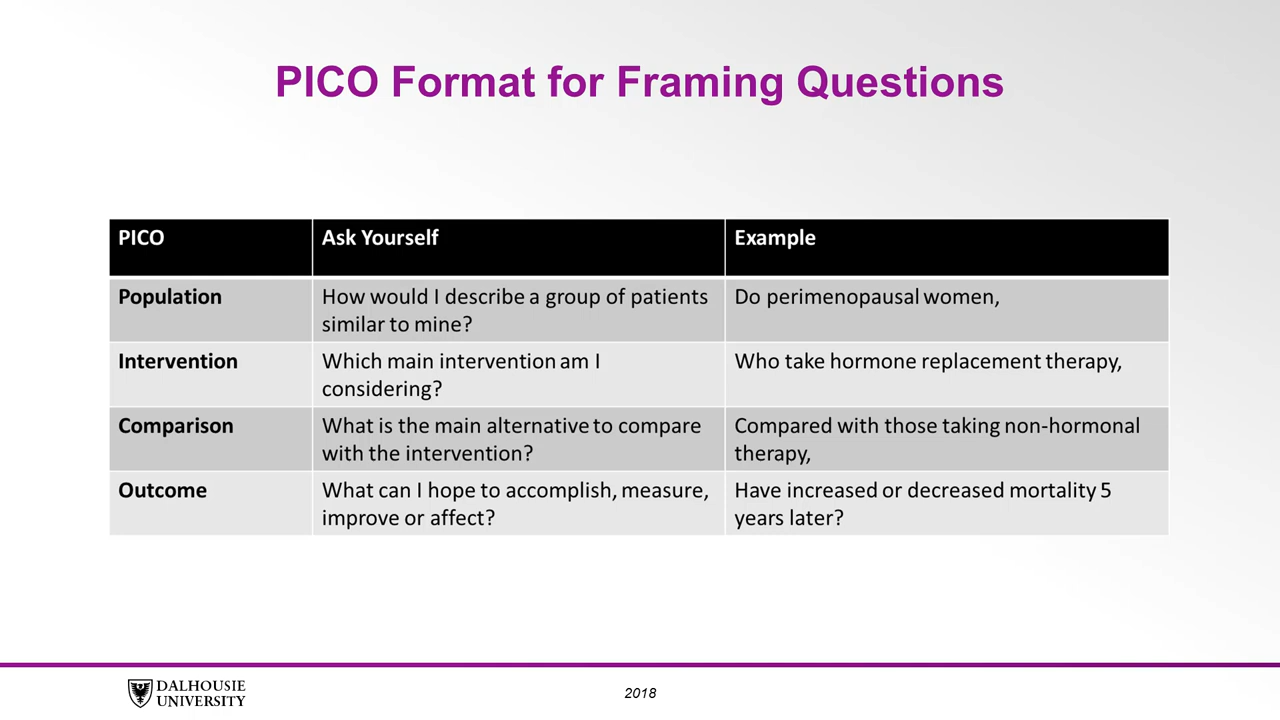 PICO Format for Framing Questions
PICO
Ask Yourself
Example
Population
How would I describe a group of patients
similar to mine?
Do perimenopausal women,
Intervention
Which main intervention am I
considering?
Who take hormone replacement therapy,
Comparison
What is the main alternative to compare
with the intervention?
Compared with those taking non-hormonal
therapy,
Outcome
What can I hope to accomplish, measure,
improve or affect?
Have increased or decreased mortality 5
years later?
DALHOUSIE
UNIVERSITY
2018